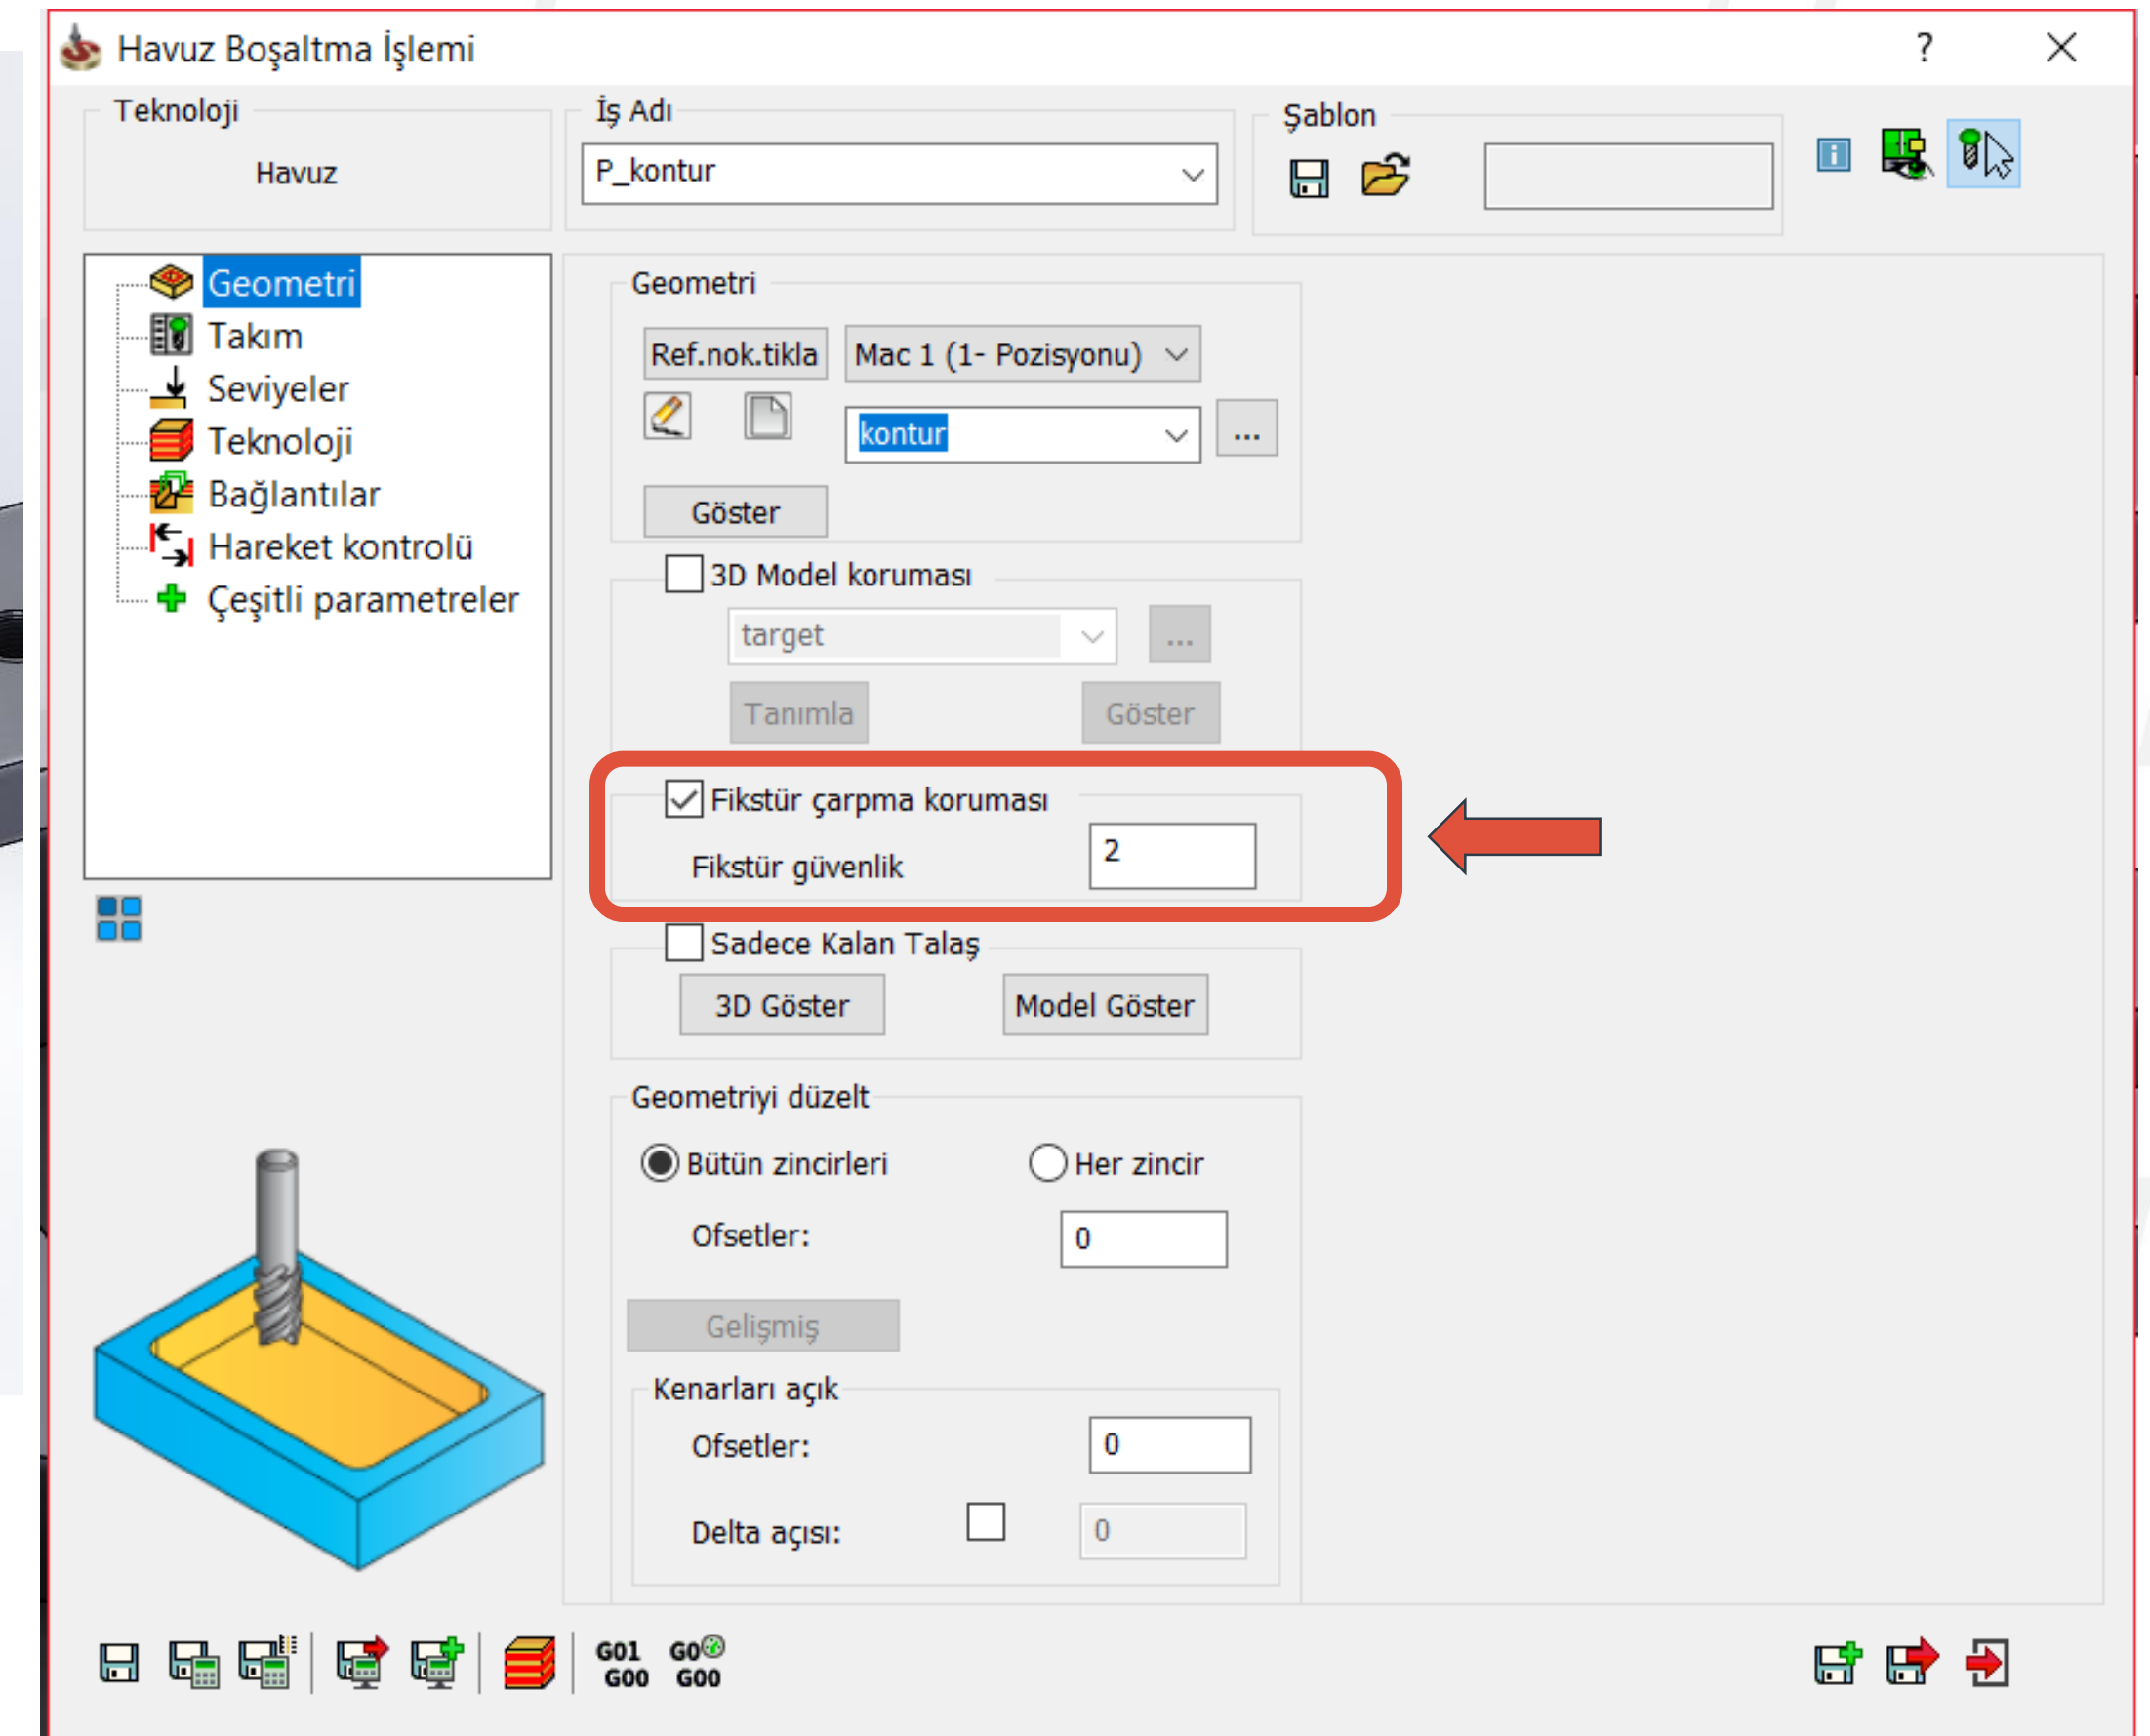 Havuz Boşaltma İşlemi ?
Teknoloji
Havuz
İş Adı
P_kontur
Şablon
Geometri
Takım
Seviyeler
Teknoloji
Bağlantılar
Hareket kontrolü
Çeşitli parametreler
Geometri
Ref.nok.tikla Mac 1 (1- Pozisyonu)
kontur ...
Göster
3D Model koruması
target ...
Tanımla Göster
Fikstür çarpma koruması
Fikstür güvenlik 2
Sadece Kalan Talaş
3D Göster Model Göster
Geometriyi düzelt
Bütün zincirleri Her zincir
Ofsetler: 0
Gelişmiş
Kenarları açık
Ofsetler: 0
Delta açısı: 0
G01 G0
G00 G00